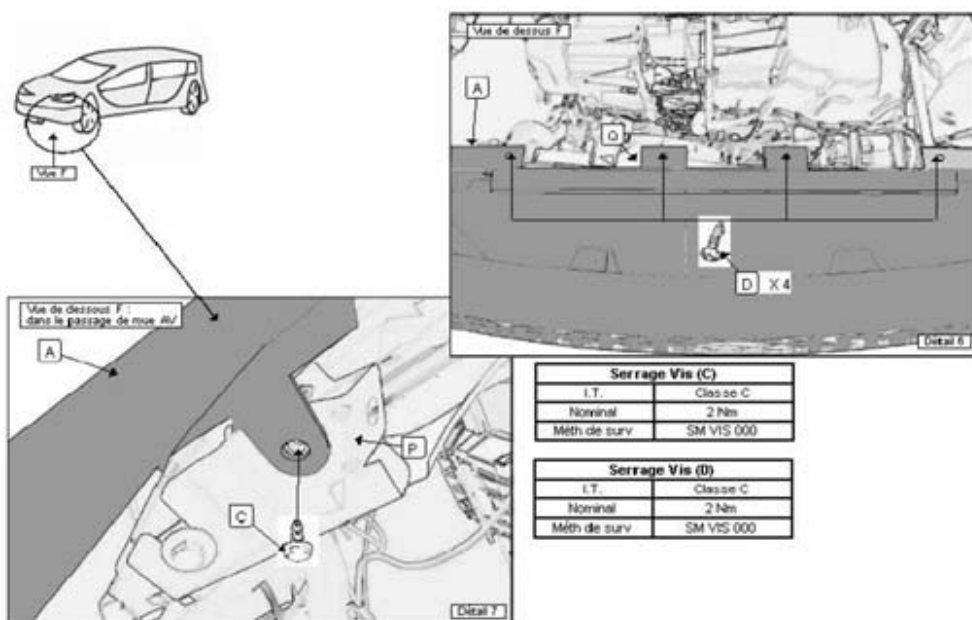 Vue F
Vue de dessus F
A
Q
D X 4
Détail 6
Vue de dessous F :
dans le passage de roue AV
A
P
C
Détail 7
Serrage Vis (C)
I.T. Classe C
Nominal 2 Nm
Méth de surv SM VIS 000
Serrage Vis (D)
I.T. Classe C
Nominal 2 Nm
Méth de surv SM VIS 000